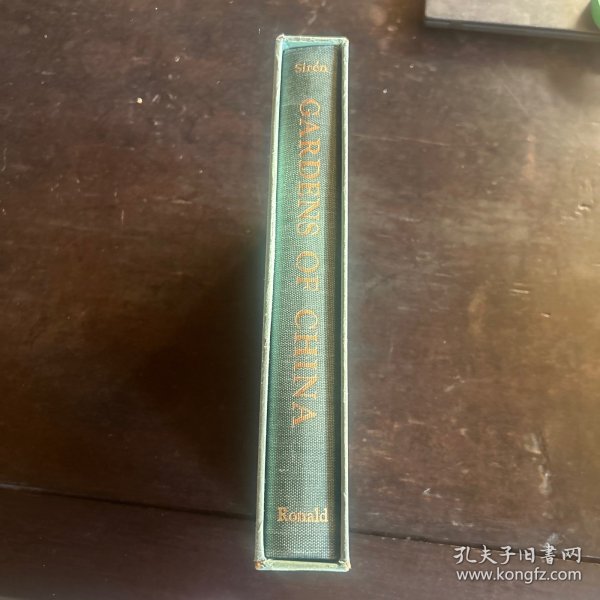 Sirén
GARDENS OF CHINA
Ronald
孔夫子旧书网
www.kongfz.com